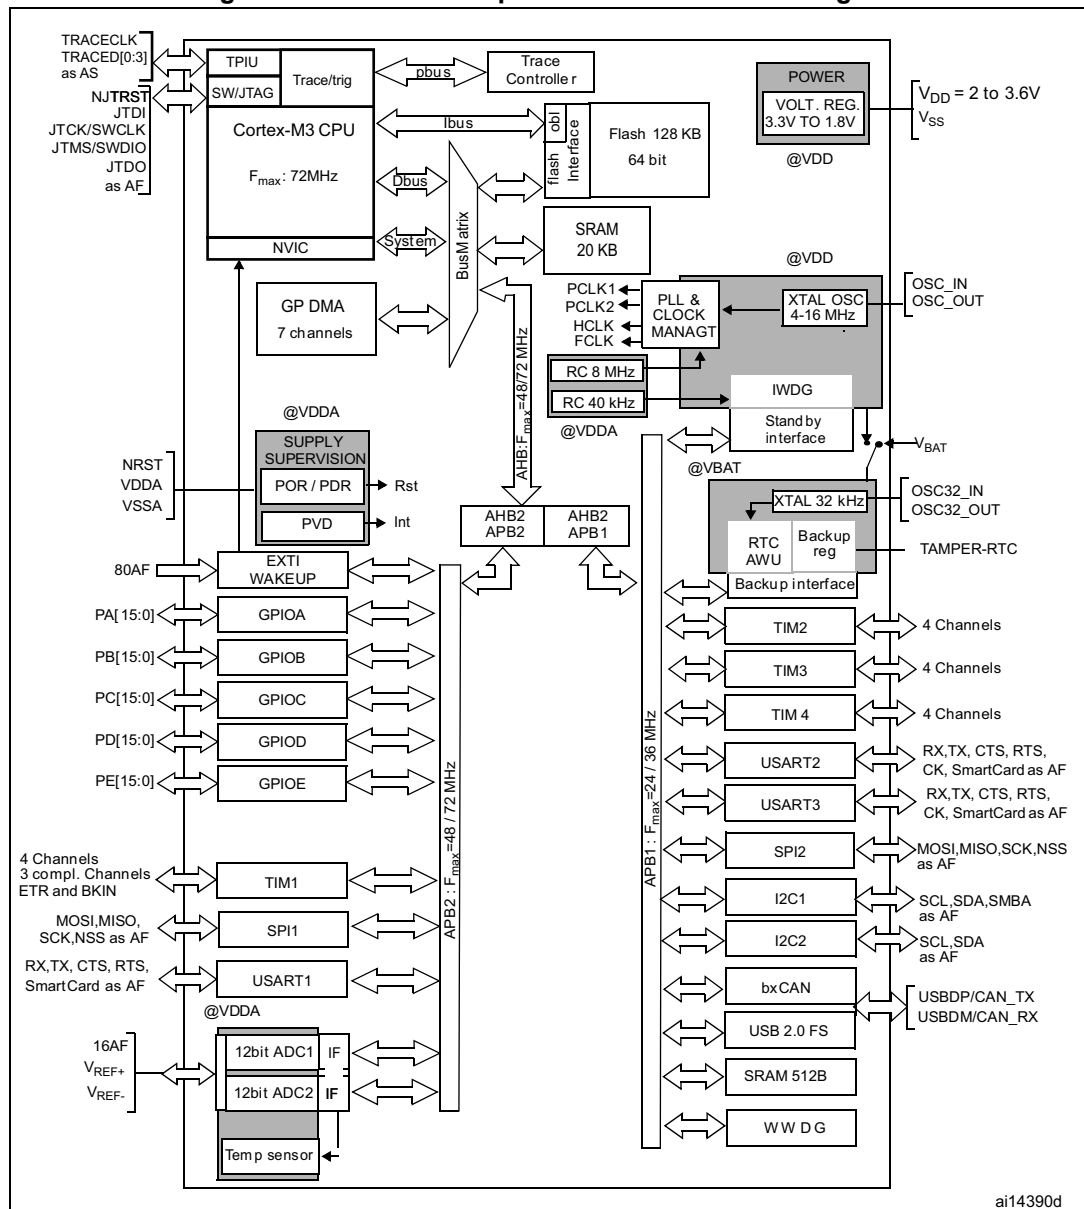 TRACECLK
TRACED[0:3]
as AS
NJTRST
JTDI
JTCK/SWCLK
JTMS/SWDIO
JTDO
as AF
TPIU
SW/JTAG
Trace/trig
Cortex-M3 CPU
Fmax: 72MHz
NVIC
pbus
Trace
Controller
Ibus
Dbus
System
BusMatrix
flash obl
Interface
Flash 128 KB
64 bit
SRAM
20 KB
POWER
VOLT. REG.
3.3V TO 1.8V
@VDD
VDD = 2 to 3.6V
VSS
GP DMA
7 channels
AHB:Fmax=48/72 MHz
PCLK1
PCLK2
HCLK
FCLK
PLL &
CLOCK
MANAGT
@VDD
XTAL OSC
4-16 MHz
OSC_IN
OSC_OUT
RC 8 MHz
RC 40 kHz
@VDDA
IWDG
Standby
interface
VBAT
@VBAT
XTAL 32 kHz
OSC32_IN
OSC32_OUT
RTC
AWU
Backup
reg
TAMPER-RTC
Backup interface
@VDDA
SUPPLY
SUPERVISION
NRST
VDDA
VSSA
POR / PDR
Rst
PVD
Int
AHB2
APB2
AHB2
APB1
80AF
EXTI
WAKEUP
PA[15:0]
GPIOA
PB[15:0]
GPIOB
PC[15:0]
GPIOC
PD[15:0]
GPIOD
PE[15:0]
GPIOE
4 Channels
3 compl. Channels
ETR and BKIN
TIM1
MOSI,MISO,
SCK,NSS as AF
SPI1
RX,TX, CTS, RTS,
SmartCard as AF
USART1
@VDDA
16AF
VREF+
VREF-
12bit ADC1
IF
12bit ADC2
IF
Temp sensor
APB2 : Fmax=48 / 72 MHz
APB1 : Fmax=24 / 36 MHz
TIM2
4 Channels
TIM3
4 Channels
TIM 4
4 Channels
USART2
RX,TX, CTS, RTS,
CK, SmartCard as AF
USART3
RX,TX, CTS, RTS,
CK, SmartCard as AF
SPI2
MOSI,MISO,SCK,NSS
as AF
I2C1
SCL,SDA,SMBA
as AF
I2C2
SCL,SDA
as AF
bxCAN
USBDP/CAN_TX
USBDM/CAN_RX
USB 2.0 FS
SRAM 512B
WWDG
ai14390d